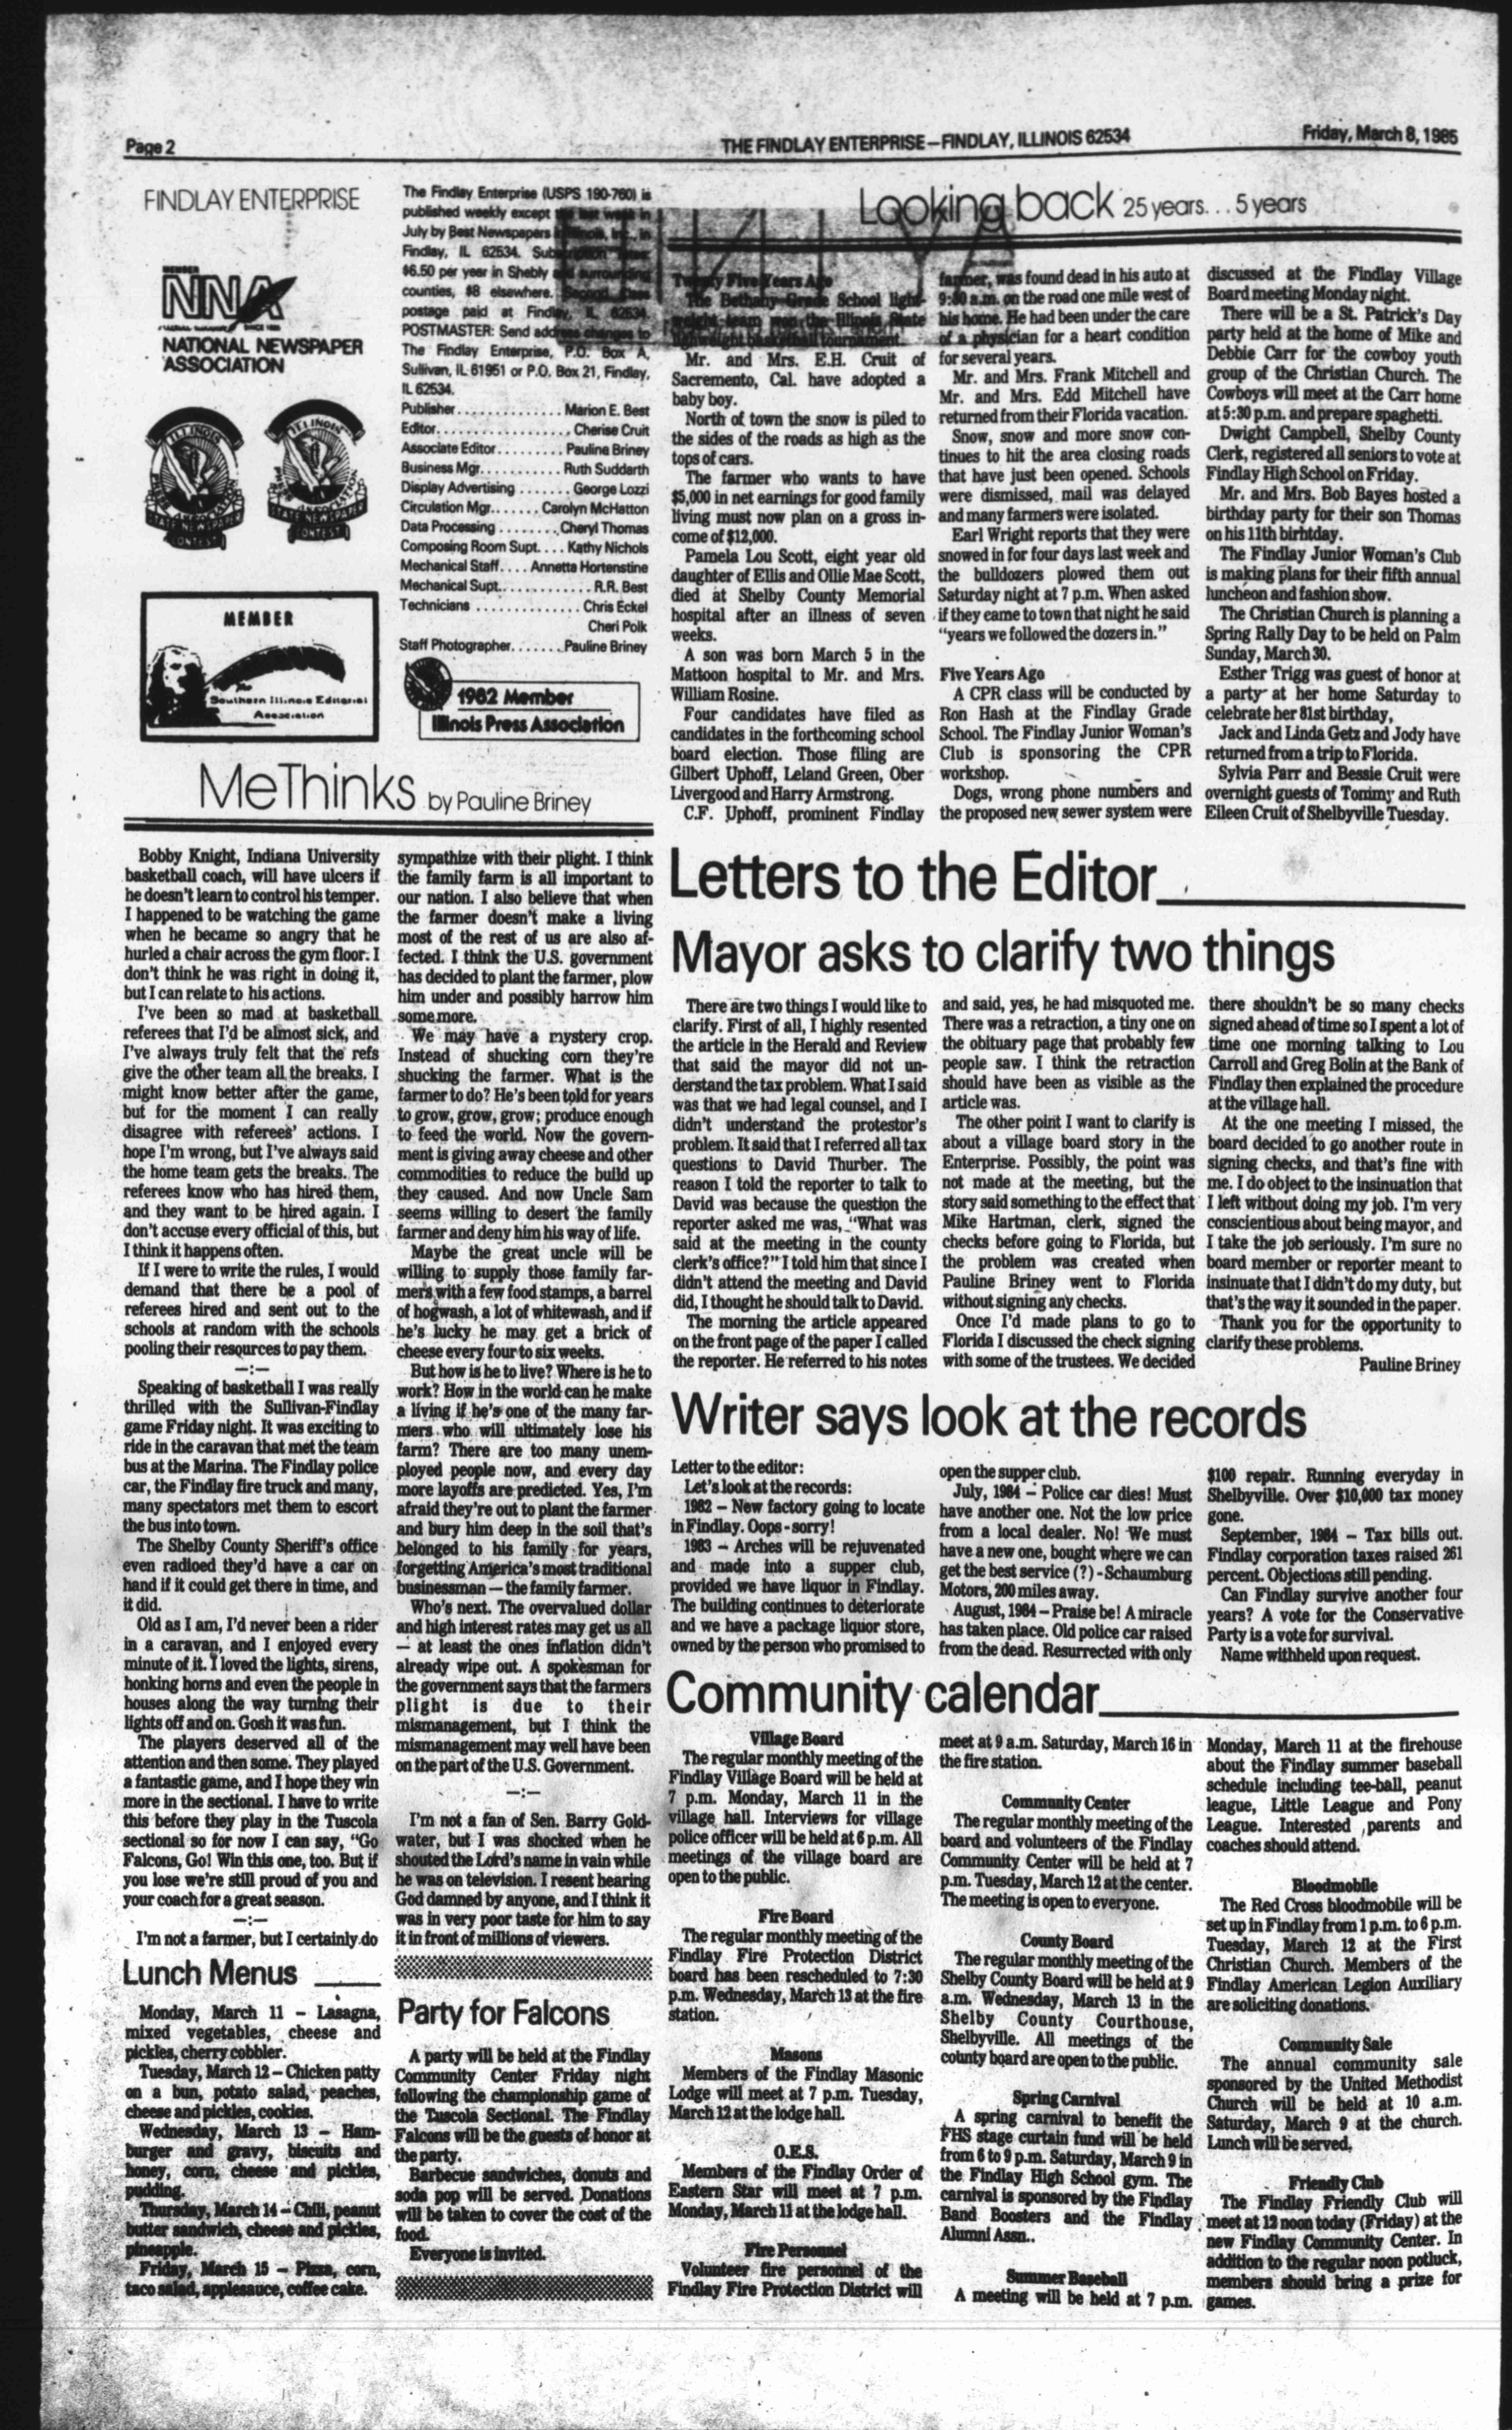 Page 2
THE FINDLAY ENTERPRISE—FINDLAY, ILLINOIS 62534
Friday, March 8, 1985
FINDLAY ENTERPRISE
MEMBER
NNA
SINCE 1885
NATIONAL NEWSPAPER
ASSOCIATION
ILLINOIS
STATE NEWSPAPER
CONTEST
ILLINOIS
PRESS ASSOCIATION
STATE NEWSPAPER
CONTEST
MEMBER
of the
Southern Illinois Editorial
Association
The Findlay Enterprise (USPS 190-760) is
published weekly except the last week in
July by Best Newspapers in Illinois, Inc., in
Findlay, IL 62534. Subscription rates:
$6.50 per year in Shebly and surrounding
counties, $8 elsewhere. Second Class
postage paid at Findlay, IL 62534.
POSTMASTER: Send address changes to
The Findlay Enterprise, P.O. Box A,
Sullivan, IL 61951 or P.O. Box 21, Findlay,
IL 62534.
Publisher.............. Marion E. Best
Editor.................. Cherise Cruit
Associate Editor......... Pauline Briney
Business Mgr........... Ruth Suddarth
Display Advertising ....... George Lozzi
Circulation Mgr....... Carolyn McHatton
Data Processing ........ Cheryl Thomas
Composing Room Supt.... Kathy Nichols
Mechanical Staff.... Annetta Hortenstine
Mechanical Supt............. R.R. Best
Technicians .............. Chris Eckel
Cheri Polk
Staff Photographer....... Pauline Briney
1982 Member
Illinois Press Association
Looking back 25 years. . . 5 years
Twenty Five Years Ago
The Bethany Grade School light-
weight team won the Illinois State
lighweight basketball tournament.
Mr. and Mrs. E.H. Cruit of
Sacremento, Cal. have adopted a
baby boy.
North of town the snow is piled to
the sides of the roads as high as the
tops of cars.
The farmer who wants to have
$5,000 in net earnings for good family
living must now plan on a gross in-
come of $12,000.
Pamela Lou Scott, eight year old
daughter of Ellis and Ollie Mae Scott,
died at Shelby County Memorial
hospital after an illness of seven
weeks.
A son was born March 5 in the
Mattoon hospital to Mr. and Mrs.
William Rosine.
Four candidates have filed as
candidates in the forthcoming school
board election. Those filing are
Gilbert Uphoff, Leland Green, Ober
Livergood and Harry Armstrong.
C.F. Uphoff, prominent Findlay
farmer, was found dead in his auto at
9:30 a.m. on the road one mile west of
his home. He had been under the care
of a physician for a heart condition
for several years.
Mr. and Mrs. Frank Mitchell and
Mr. and Mrs. Edd Mitchell have
returned from their Florida vacation.
Snow, snow and more snow con-
tinues to hit the area closing roads
that have just been opened. Schools
were dismissed, mail was delayed
and many farmers were isolated.
Earl Wright reports that they were
snowed in for four days last week and
the bulldozers plowed them out
Saturday night at 7 p.m. When asked
if they came to town that night he said
"years we followed the dozers in."
Five Years Ago
A CPR class will be conducted by
Ron Hash at the Findlay Grade
School. The Findlay Junior Woman's
Club is sponsoring the CPR
workshop.
Dogs, wrong phone numbers and
the proposed new sewer system were
discussed at the Findlay Village
Board meeting Monday night.
There will be a St. Patrick's Day
party held at the home of Mike and
Debbie Carr for the cowboy youth
group of the Christian Church. The
Cowboys will meet at the Carr home
at 5:30 p.m. and prepare spaghetti.
Dwight Campbell, Shelby County
Clerk, registered all seniors to vote at
Findlay High School on Friday.
Mr. and Mrs. Bob Bayes hosted a
birthday party for their son Thomas
on his 11th birhtday.
The Findlay Junior Woman's Club
is making plans for their fifth annual
luncheon and fashion show.
The Christian Church is planning a
Spring Rally Day to be held on Palm
Sunday, March 30.
Esther Trigg was guest of honor at
a party at her home Saturday to
celebrate her 81st birthday,
Jack and Linda Getz and Jody have
returned from a trip to Florida.
Sylvia Parr and Bessie Cruit were
overnight guests of Tommy and Ruth
Eileen Cruit of Shelbyville Tuesday.
MeThinks by Pauline Briney
Bobby Knight, Indiana University
basketball coach, will have ulcers if
he doesn't learn to control his temper.
I happened to be watching the game
when he became so angry that he
hurled a chair across the gym floor. I
don't think he was right in doing it,
but I can relate to his actions.
I've been so mad at basketball
referees that I'd be almost sick, and
I've always truly felt that the refs
give the other team all the breaks. I
might know better after the game,
but for the moment I can really
disagree with referees' actions. I
hope I'm wrong, but I've always said
the home team gets the breaks. The
referees know who has hired them,
and they want to be hired again. I
don't accuse every official of this, but
I think it happens often.
If I were to write the rules, I would
demand that there be a pool of
referees hired and sent out to the
schools at random with the schools
pooling their resources to pay them.
—:—
Speaking of basketball I was really
thrilled with the Sullivan-Findlay
game Friday night. It was exciting to
ride in the caravan that met the team
bus at the Marina. The Findlay police
car, the Findlay fire truck and many,
many spectators met them to escort
the bus into town.
The Shelby County Sheriff's office
even radioed they'd have a car on
hand if it could get there in time, and
it did.
Old as I am, I'd never been a rider
in a caravan, and I enjoyed every
minute of it. I loved the lights, sirens,
honking horns and even the people in
houses along the way turning their
lights off and on. Gosh it was fun.
The players deserved all of the
attention and then some. They played
a fantastic game, and I hope they win
more in the sectional. I have to write
this before they play in the Tuscola
sectional so for now I can say, "Go
Falcons, Go! Win this one, too. But if
you lose we're still proud of you and
your coach for a great season.
—:—
I'm not a farmer, but I certainly do
sympathize with their plight. I think
the family farm is all important to
our nation. I also believe that when
the farmer doesn't make a living
most of the rest of us are also af-
fected. I think the U.S. government
has decided to plant the farmer, plow
him under and possibly harrow him
some more.
We may have a mystery crop.
Instead of shucking corn they're
shucking the farmer. What is the
farmer to do? He's been told for years
to grow, grow, grow; produce enough
to feed the world. Now the govern-
ment is giving away cheese and other
commodities to reduce the build up
they caused. And now Uncle Sam
seems willing to desert the family
farmer and deny him his way of life.
Maybe the great uncle will be
willing to supply those family far-
mers with a few food stamps, a barrel
of hogwash, a lot of whitewash, and if
he's lucky he may get a brick of
cheese every four to six weeks.
But how is he to live? Where is he to
work? How in the world can he make
a living if he's one of the many far-
mers who will ultimately lose his
farm? There are too many unem-
ployed people now, and every day
more layoffs are predicted. Yes, I'm
afraid they're out to plant the farmer
and bury him deep in the soil that's
belonged to his family for years,
forgetting America's most traditional
businessman — the family farmer.
Who's next. The overvalued dollar
and high interest rates may get us all
— at least the ones inflation didn't
already wipe out. A spokesman for
the government says that the farmers
plight is due to their
mismanagement, but I think the
mismanagement may well have been
on the part of the U.S. Government.
—:—
I'm not a fan of Sen. Barry Gold-
water, but I was shocked when he
shouted the Lord's name in vain while
he was on television. I resent hearing
God damned by anyone, and I think it
was in very poor taste for him to say
it in front of millions of viewers.
Lunch Menus
Monday, March 11 — Lasagna,
mixed vegetables, cheese and
pickles, cherry cobbler.
Tuesday, March 12 — Chicken patty
on a bun, potato salad, peaches,
cheese and pickles, cookies.
Wednesday, March 13 — Ham-
burger and gravy, biscuits and
honey, corn, cheese and pickles,
pudding.
Thursday, March 14 — Chili, peanut
butter sandwich, cheese and pickles,
pineapple.
Friday, March 15 — Pizza, corn,
taco salad, applesauce, coffee cake.
Party for Falcons
A party will be held at the Findlay
Community Center Friday night
following the championship game of
the Tuscola Sectional. The Findlay
Falcons will be the guests of honor at
the party.
Barbecue sandwiches, donuts and
soda pop will be served. Donations
will be taken to cover the cost of the
food.
Everyone is invited.
Letters to the Editor
Mayor asks to clarify two things
There are two things I would like to
clarify. First of all, I highly resented
the article in the Herald and Review
that said the mayor did not un-
derstand the tax problem. What I said
was that we had legal counsel, and I
didn't understand the protestor's
problem. It said that I referred all tax
questions to David Thurber. The
reason I told the reporter to talk to
David was because the question the
reporter asked me was, "What was
said at the meeting in the county
clerk's office?" I told him that since I
didn't attend the meeting and David
did, I thought he should talk to David.
The morning the article appeared
on the front page of the paper I called
the reporter. He referred to his notes
and said, yes, he had misquoted me.
There was a retraction, a tiny one on
the obituary page that probably few
people saw. I think the retraction
should have been as visible as the
article was.
The other point I want to clarify is
about a village board story in the
Enterprise. Possibly, the point was
not made at the meeting, but the
story said something to the effect that
Mike Hartman, clerk, signed the
checks before going to Florida, but
the problem was created when
Pauline Briney went to Florida
without signing any checks.
Once I'd made plans to go to
Florida I discussed the check signing
with some of the trustees. We decided
there shouldn't be so many checks
signed ahead of time so I spent a lot of
time one morning talking to Lou
Carroll and Greg Bolin at the Bank of
Findlay then explained the procedure
at the village hall.
At the one meeting I missed, the
board decided to go another route in
signing checks, and that's fine with
me. I do object to the insinuation that
I left without doing my job. I'm very
conscientious about being mayor, and
I take the job seriously. I'm sure no
board member or reporter meant to
insinuate that I didn't do my duty, but
that's the way it sounded in the paper.
Thank you for the opportunity to
clarify these problems.
Pauline Briney
Writer says look at the records
Letter to the editor:
Let's look at the records:
1982 — New factory going to locate
in Findlay. Oops - sorry!
1983 — Arches will be rejuvenated
and made into a supper club,
provided we have liquor in Findlay.
The building continues to deteriorate
and we have a package liquor store,
owned by the person who promised to
open the supper club.
July, 1984 — Police car dies! Must
have another one. Not the low price
from a local dealer. No! We must
have a new one, bought where we can
get the best service (?) - Schaumburg
Motors, 200 miles away.
August, 1984 — Praise be! A miracle
has taken place. Old police car raised
from the dead. Resurrected with only
$100 repair. Running everyday in
Shelbyville. Over $10,000 tax money
gone.
September, 1984 — Tax bills out.
Findlay corporation taxes raised 261
percent. Objections still pending.
Can Findlay survive another four
years? A vote for the Conservative
Party is a vote for survival.
Name withheld upon request.
Community calendar
Village Board
The regular monthly meeting of the
Findlay Village Board will be held at
7 p.m. Monday, March 11 in the
village hall. Interviews for village
police officer will be held at 6 p.m. All
meetings of the village board are
open to the public.
Fire Board
The regular monthly meeting of the
Findlay Fire Protection District
board has been rescheduled to 7:30
p.m. Wednesday, March 13 at the fire
station.
Masons
Members of the Findlay Masonic
Lodge will meet at 7 p.m. Tuesday,
March 12 at the lodge hall.
O.E.S.
Members of the Findlay Order of
Eastern Star will meet at 7 p.m.
Monday, March 11 at the lodge hall.
Fire Personnel
Volunteer fire personnel of the
Findlay Fire Protection District will
meet at 9 a.m. Saturday, March 16 in
the fire station.
Community Center
The regular monthly meeting of the
board and volunteers of the Findlay
Community Center will be held at 7
p.m. Tuesday, March 12 at the center.
The meeting is open to everyone.
County Board
The regular monthly meeting of the
Shelby County Board will be held at 9
a.m. Wednesday, March 13 in the
Shelby County Courthouse,
Shelbyville. All meetings of the
county board are open to the public.
Spring Carnival
A spring carnival to benefit the
FHS stage curtain fund will be held
from 6 to 9 p.m. Saturday, March 9 in
the Findlay High School gym. The
carnival is sponsored by the Findlay
Band Boosters and the Findlay
Alumni Assn..
Summer Baseball
A meeting will be held at 7 p.m.
Monday, March 11 at the firehouse
about the Findlay summer baseball
schedule including tee-ball, peanut
league, Little League and Pony
League. Interested parents and
coaches should attend.
Bloodmobile
The Red Cross bloodmobile will be
set up in Findlay from 1 p.m. to 6 p.m.
Tuesday, March 12 at the First
Christian Church. Members of the
Findlay American Legion Auxiliary
are soliciting donations.
Community Sale
The annual community sale
sponsored by the United Methodist
Church will be held at 10 a.m.
Saturday, March 9 at the church.
Lunch will be served.
Friendly Club
The Findlay Friendly Club will
meet at 12 noon today (Friday) at the
new Findlay Community Center. In
addition to the regular noon potluck,
members should bring a prize for
games.